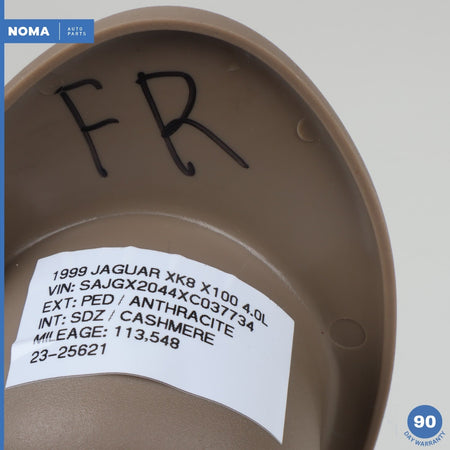 NOMA AUTO
PARTS
FR
1999 JAGUAR XK8 X100 4.0L
VIN: SAJGX2044XC037734
EXT: PED / ANTHRACITE
INT: SDZ / CASHMERE
MILEAGE: 113,548
23-25621
90
DAY WARRANTY